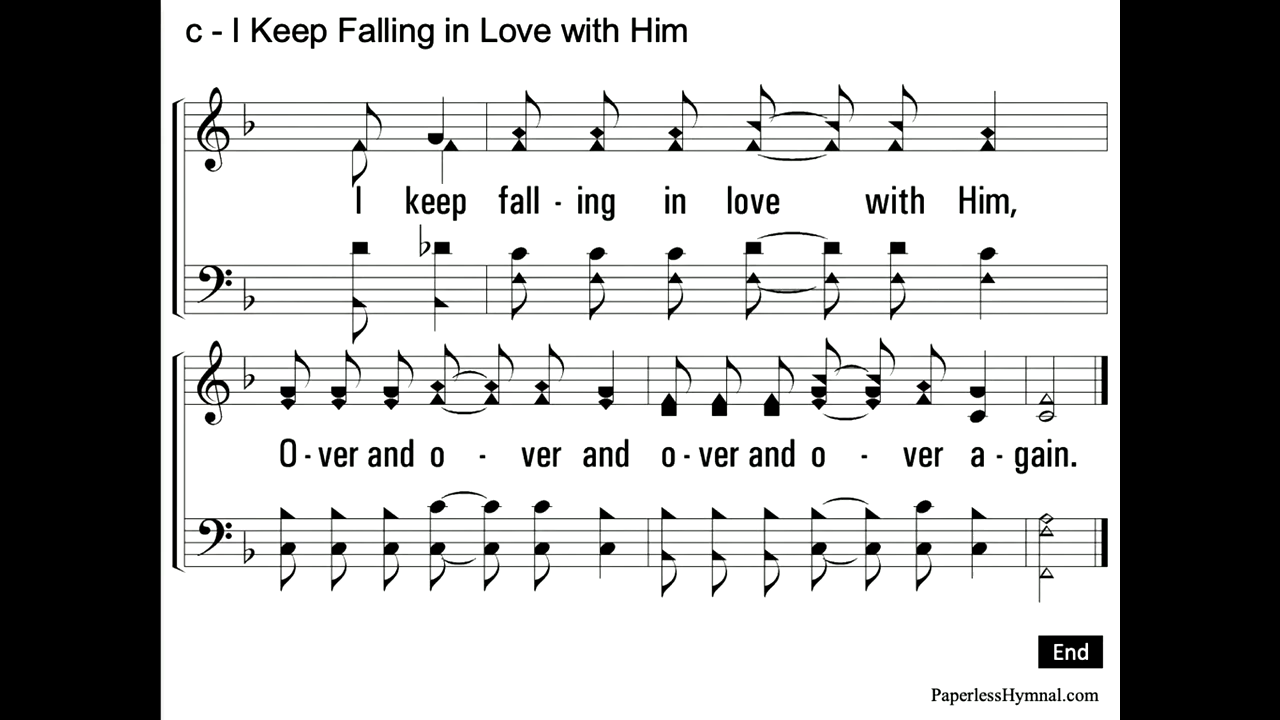 c - I Keep Falling in Love with Him
I keep fall - ing in love with Him,
O - ver and o - ver and o - ver and o - ver a - gain.
End
PaperlessHymnal.com